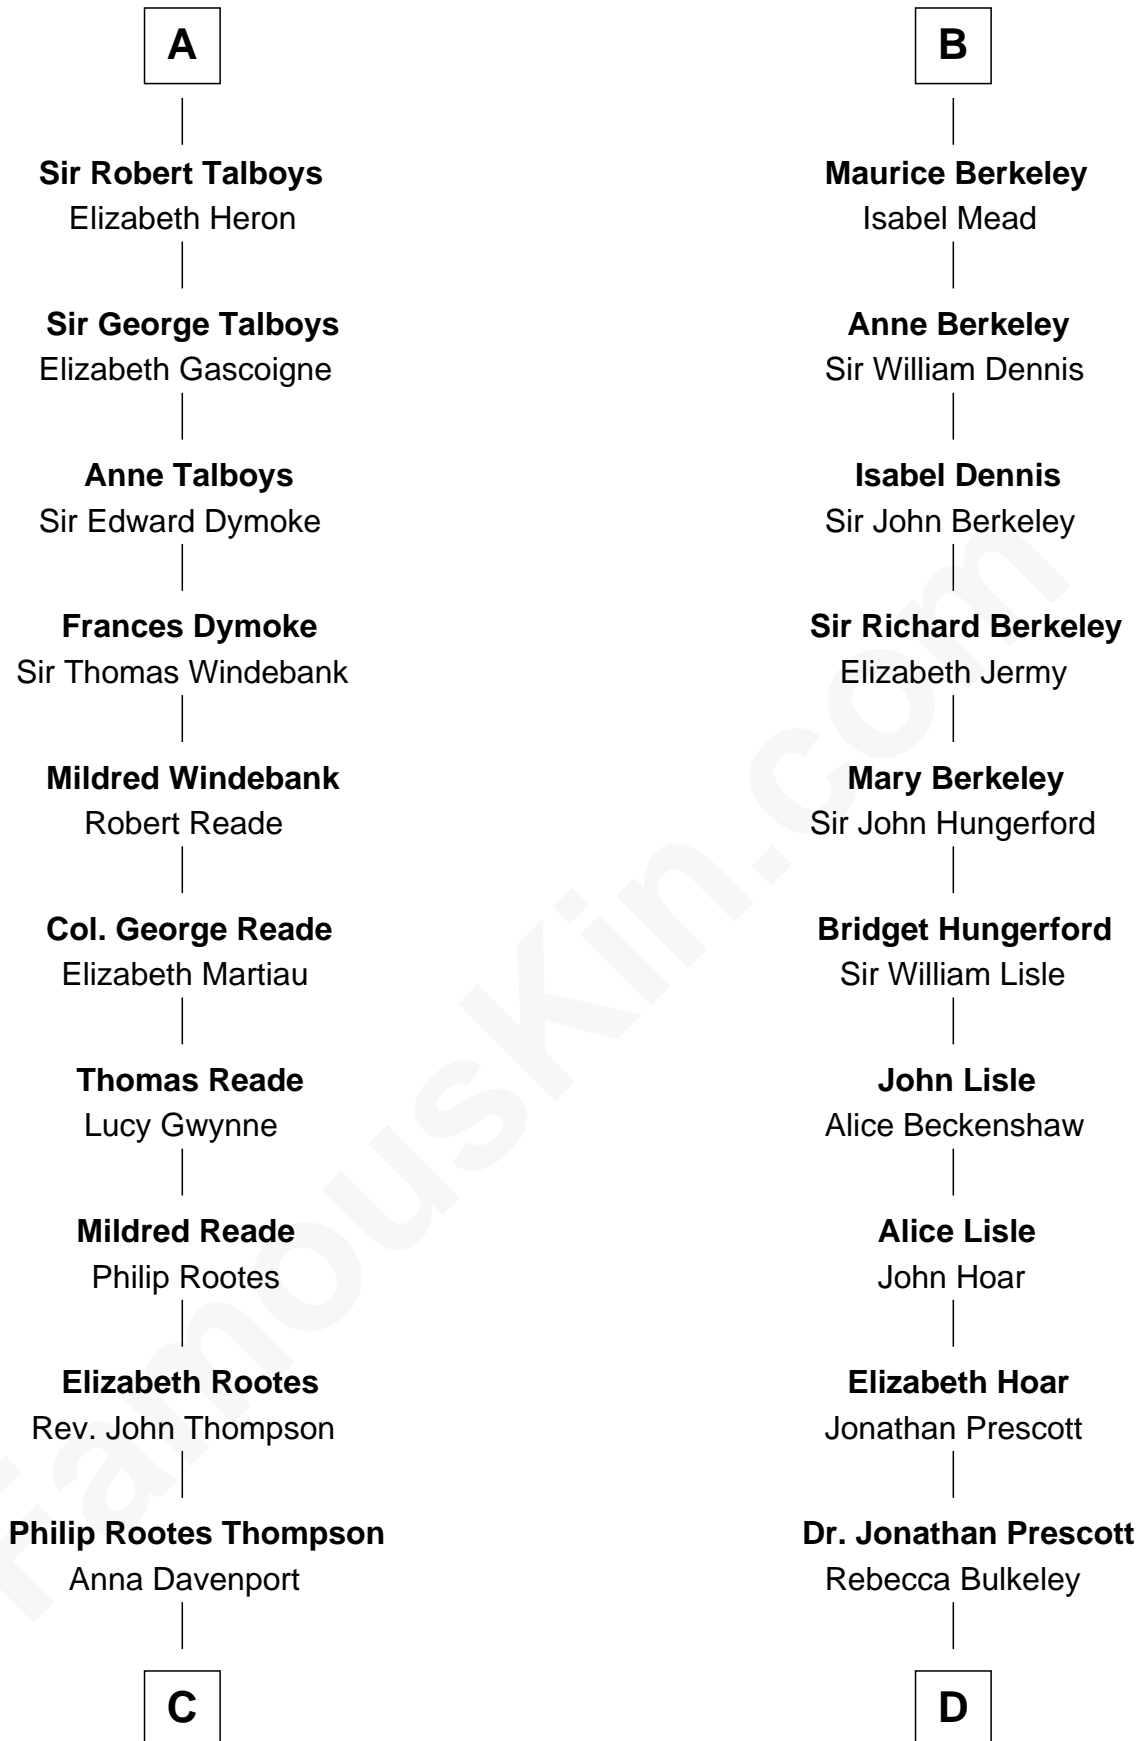 A
Sir Robert Talboys
Elizabeth Heron
Sir George Talboys
Elizabeth Gascoigne
Anne Talboys
Sir Edward Dymoke
Frances Dymoke
Sir Thomas Windebank
Mildred Windebank
Robert Reade
Col. George Reade
Elizabeth Martiau
Thomas Reade
Lucy Gwynne
Mildred Reade
Philip Rootes
Elizabeth Rootes
Rev. John Thompson
Philip Rootes Thompson
Anna Davenport
C
B
Maurice Berkeley
Isabel Mead
Anne Berkeley
Sir William Dennis
Isabel Dennis
Sir John Berkeley
Sir Richard Berkeley
Elizabeth Jermy
Mary Berkeley
Sir John Hungerford
Bridget Hungerford
Sir William Lisle
John Lisle
Alice Beckenshaw
Alice Lisle
John Hoar
Elizabeth Hoar
Jonathan Prescott
Dr. Jonathan Prescott
Rebecca Bulkeley
D
FamousKin.com